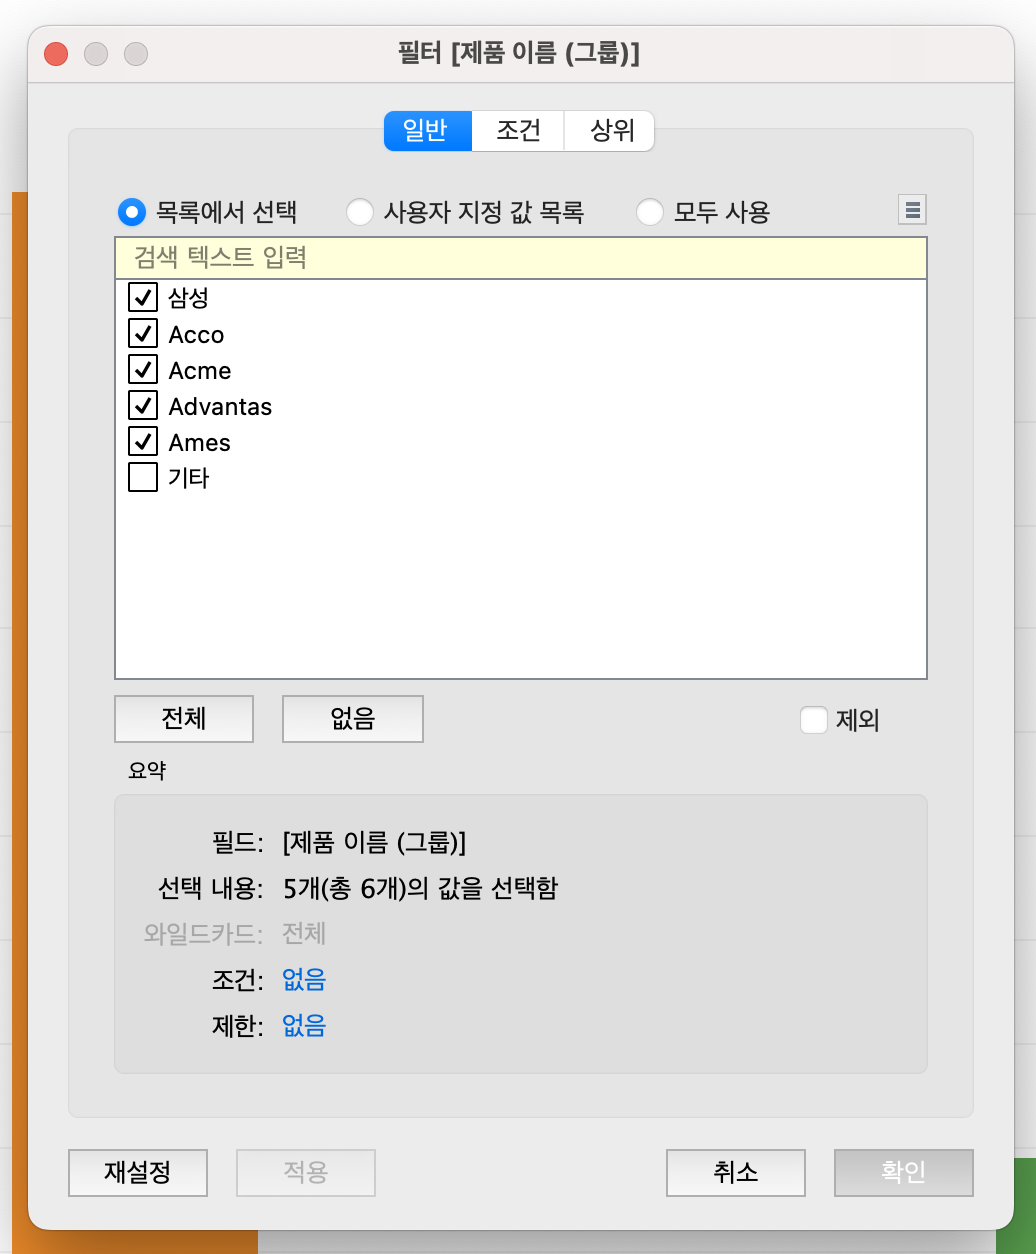 필터 [제품 이름 (그룹)]
일반 조건 상위
목록에서 선택 사용자 지정 값 목록 모두 사용
검색 텍스트 입력
삼성
Acco
Acme
Advantas
Ames
기타
전체 없음 제외
요약
필드: [제품 이름 (그룹)]
선택 내용: 5개(총 6개)의 값을 선택함
와일드카드: 전체
조건: 없음
제한: 없음
재설정 적용 취소 확인